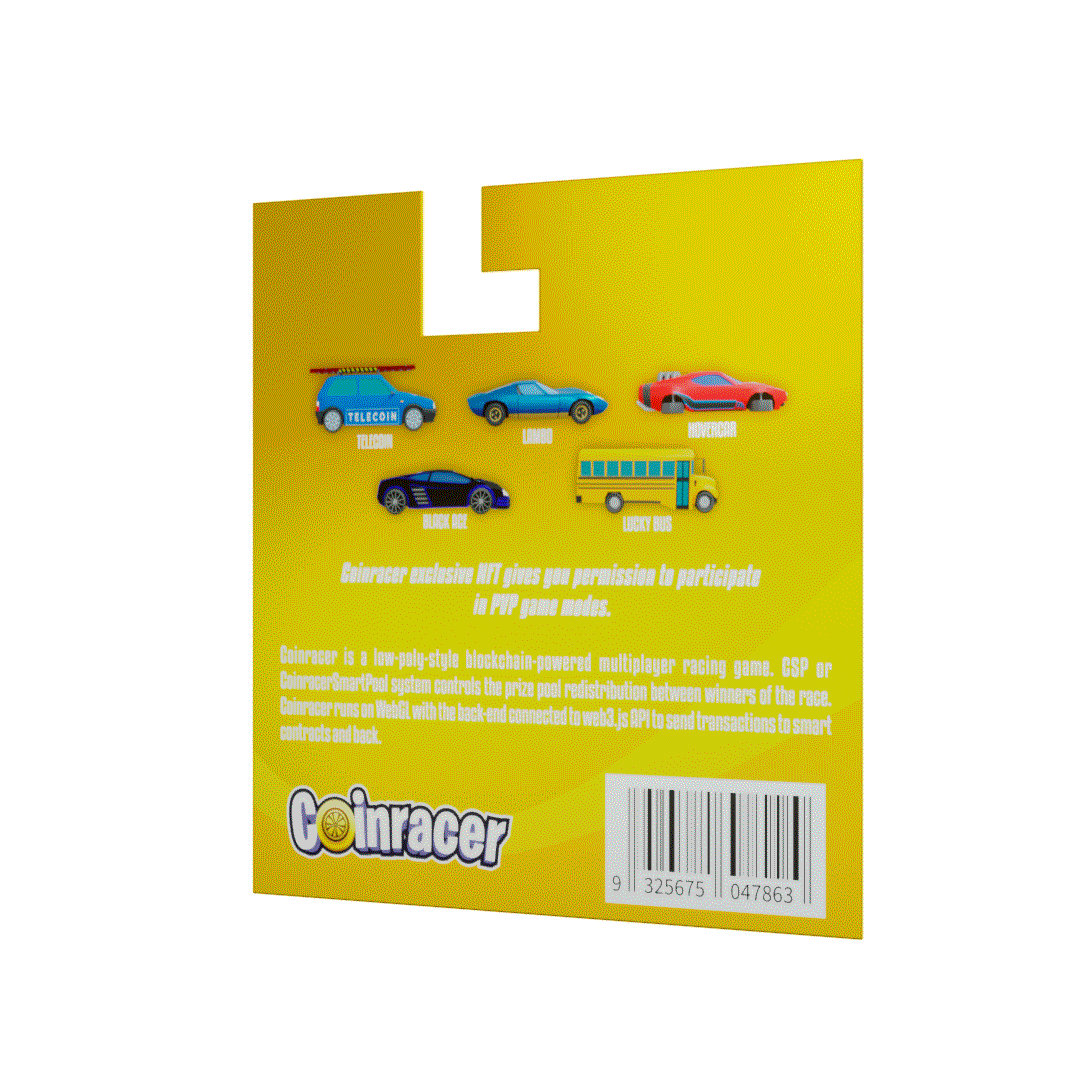 TELECOIN
TELECOIN
LAMBO
HOVERCAR
BLOCK ACE
LUCKY BUS
Coinracer exclusive NFT gives you permission to participate
in PVP game modes.
Coinracer is a low-poly-style blockchain-powered multiplayer racing game. CSP or
CoinracerSmartPool system controls the prize pool redistribution between winners of the race.
Coinracer runs on WebGL with the back-end connected to web3.js API to send transactions to smart
contracts and back.
Coinracer
9 325675 047863